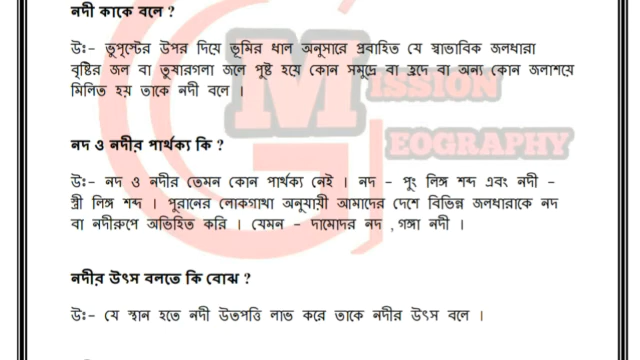 নদী কাকে বলে ?
উঃ- ভুপৃস্টের উপর দিয়ে ভূমির ধাল অনুসারে প্রবাহিত যে স্বাভাবিক জলধারা
বৃষ্টির জল বা তুষারগলা জলে পুষ্ট হয়ে কোন সমুদ্রে বা হ্রদে বা অন্য কোন জলাশয়ে
মিলিত হয় তাকে নদী বলে ।
নদ ও নদীর পার্থক্য কি ?
উঃ- নদ ও নদীর তেমন কোন পার্থক্য নেই । নদ - পুং লিঙ্গ শব্দ এবং নদী -
স্ত্রী লিঙ্গ শব্দ । পুরানের লোকগাথা অনুযায়ী আমাদের দেশে বিভিন্ন জলধারাকে নদ
বা নদীরুপে অভিহিত করি । যেমন - দামোদর নদ , গঙ্গা নদী ।
নদীর উৎস বলতে কি বোঝ ?
উঃ- যে স্থান হতে নদী উতপত্তি লাভ করে তাকে নদীর উৎস বলে ।
MISSION
GEOGRAPHY